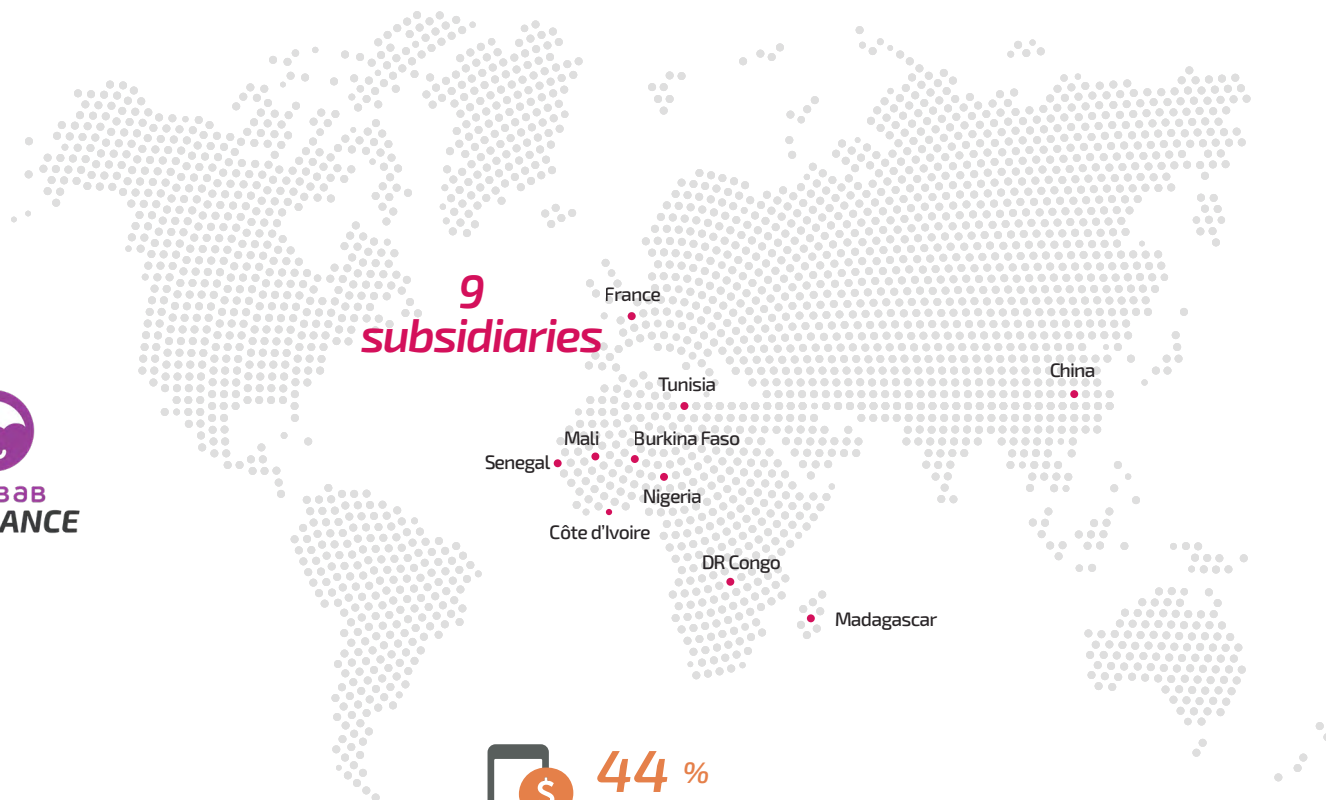 9
France
subsidiaries
China
Tunisia
Mali
Burkina Faso
Senegal
Nigeria
ANCE
Côte d'Ivoire
DR Congo
Madagascar
44 %
$